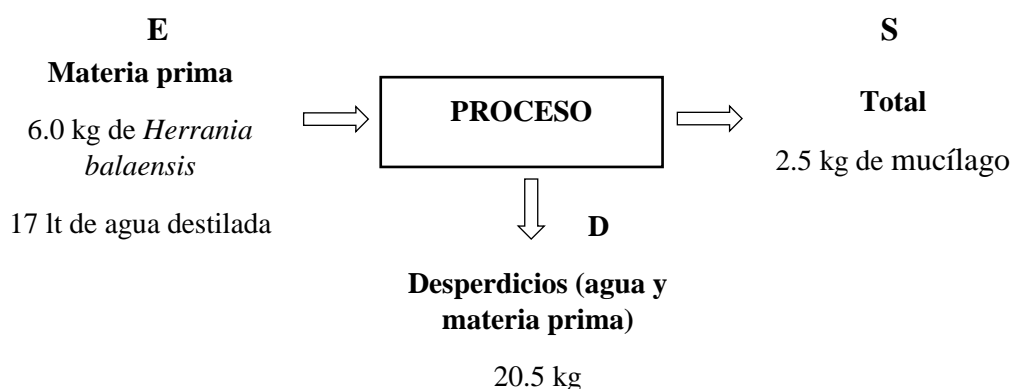 E
Materia prima
6.0 kg de Herrania
balaensis
17 lt de agua destilada
PROCESO
S
Total
2.5 kg de mucílago
D
Desperdicios (agua y
materia prima)
20.5 kg